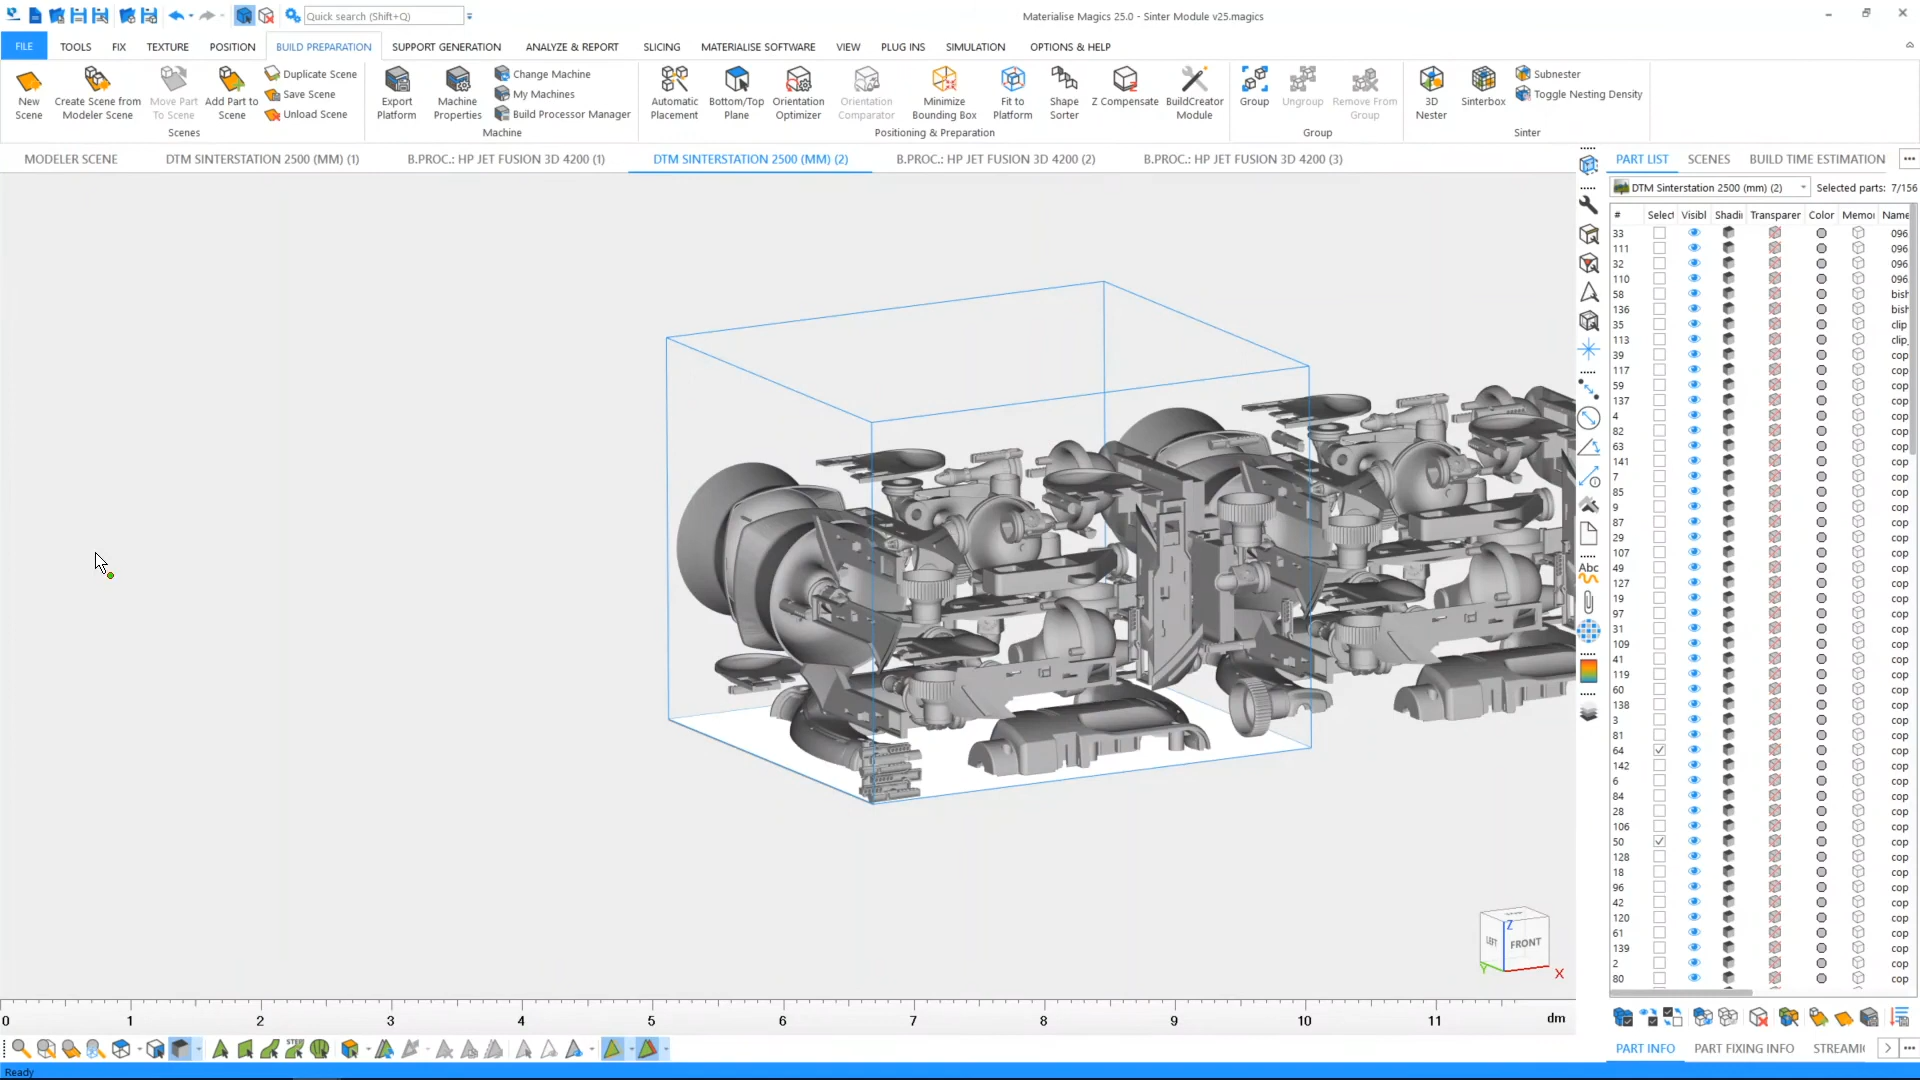 Quick search (Shift+Q)
Materialise Magics 25.0 - Sinter Module v25.magics
FILE TOOLS FIX TEXTURE POSITION BUILD PREPARATION SUPPORT GENERATION ANALYZE & REPORT SLICING MATERIALISE SOFTWARE VIEW PLUG INS SIMULATION OPTIONS & HELP
New Scene
Create Scene from Modeler Scene
Move Part To Scene
Add Part to Scene
Duplicate Scene
Save Scene
Unload Scene
Scenes
Export Platform
Machine Properties
Change Machine
My Machines
Build Processor Manager
Machine
Automatic Placement
Bottom/Top Plane
Orientation Optimizer
Orientation Comparator
Minimize Bounding Box
Fit to Platform
Shape Sorter
Z Compensate
BuildCreator Module
Positioning & Preparation
Group
Ungroup
Remove From Group
Group
3D Nester
Sinterbox
Subnester
Toggle Nesting Density
Sinter
MODELER SCENE
DTM SINTERSTATION 2500 (MM) (1)
B.PROC.: HP JET FUSION 3D 4200 (1)
DTM SINTERSTATION 2500 (MM) (2)
B.PROC.: HP JET FUSION 3D 4200 (2)
B.PROC.: HP JET FUSION 3D 4200 (3)
PART LIST SCENES BUILD TIME ESTIMATION
DTM Sinterstation 2500 (mm) (2) Selected parts: 7/156
# Select Visibl Shadi Transparer Color Memo Name
33 096
111 096
32 096
110 096
58 bish
136 bish
35 clip
113 clip_
39 cop
117 cop
59 cop
137 cop
4 cop
82 cop
63 cop
141 cop
7 cop
85 cop
9 cop
87 cop
29 cop
107 cop
49 cop
127 cop
19 cop
97 cop
31 cop
109 cop
41 cop
119 cop
60 cop
138 cop
3 cop
81 cop
64 cop
142 cop
6 cop
84 cop
28 cop
106 cop
50 cop
128 cop
18 cop
96 cop
42 cop
120 cop
61 cop
139 cop
2 cop
80 cop
Abc
Z
LEFT FRONT
Y X
0 1 2 3 4 5 6 7 8 9 10 11 dm
STEP
PART INFO PART FIXING INFO STREAMI
Ready